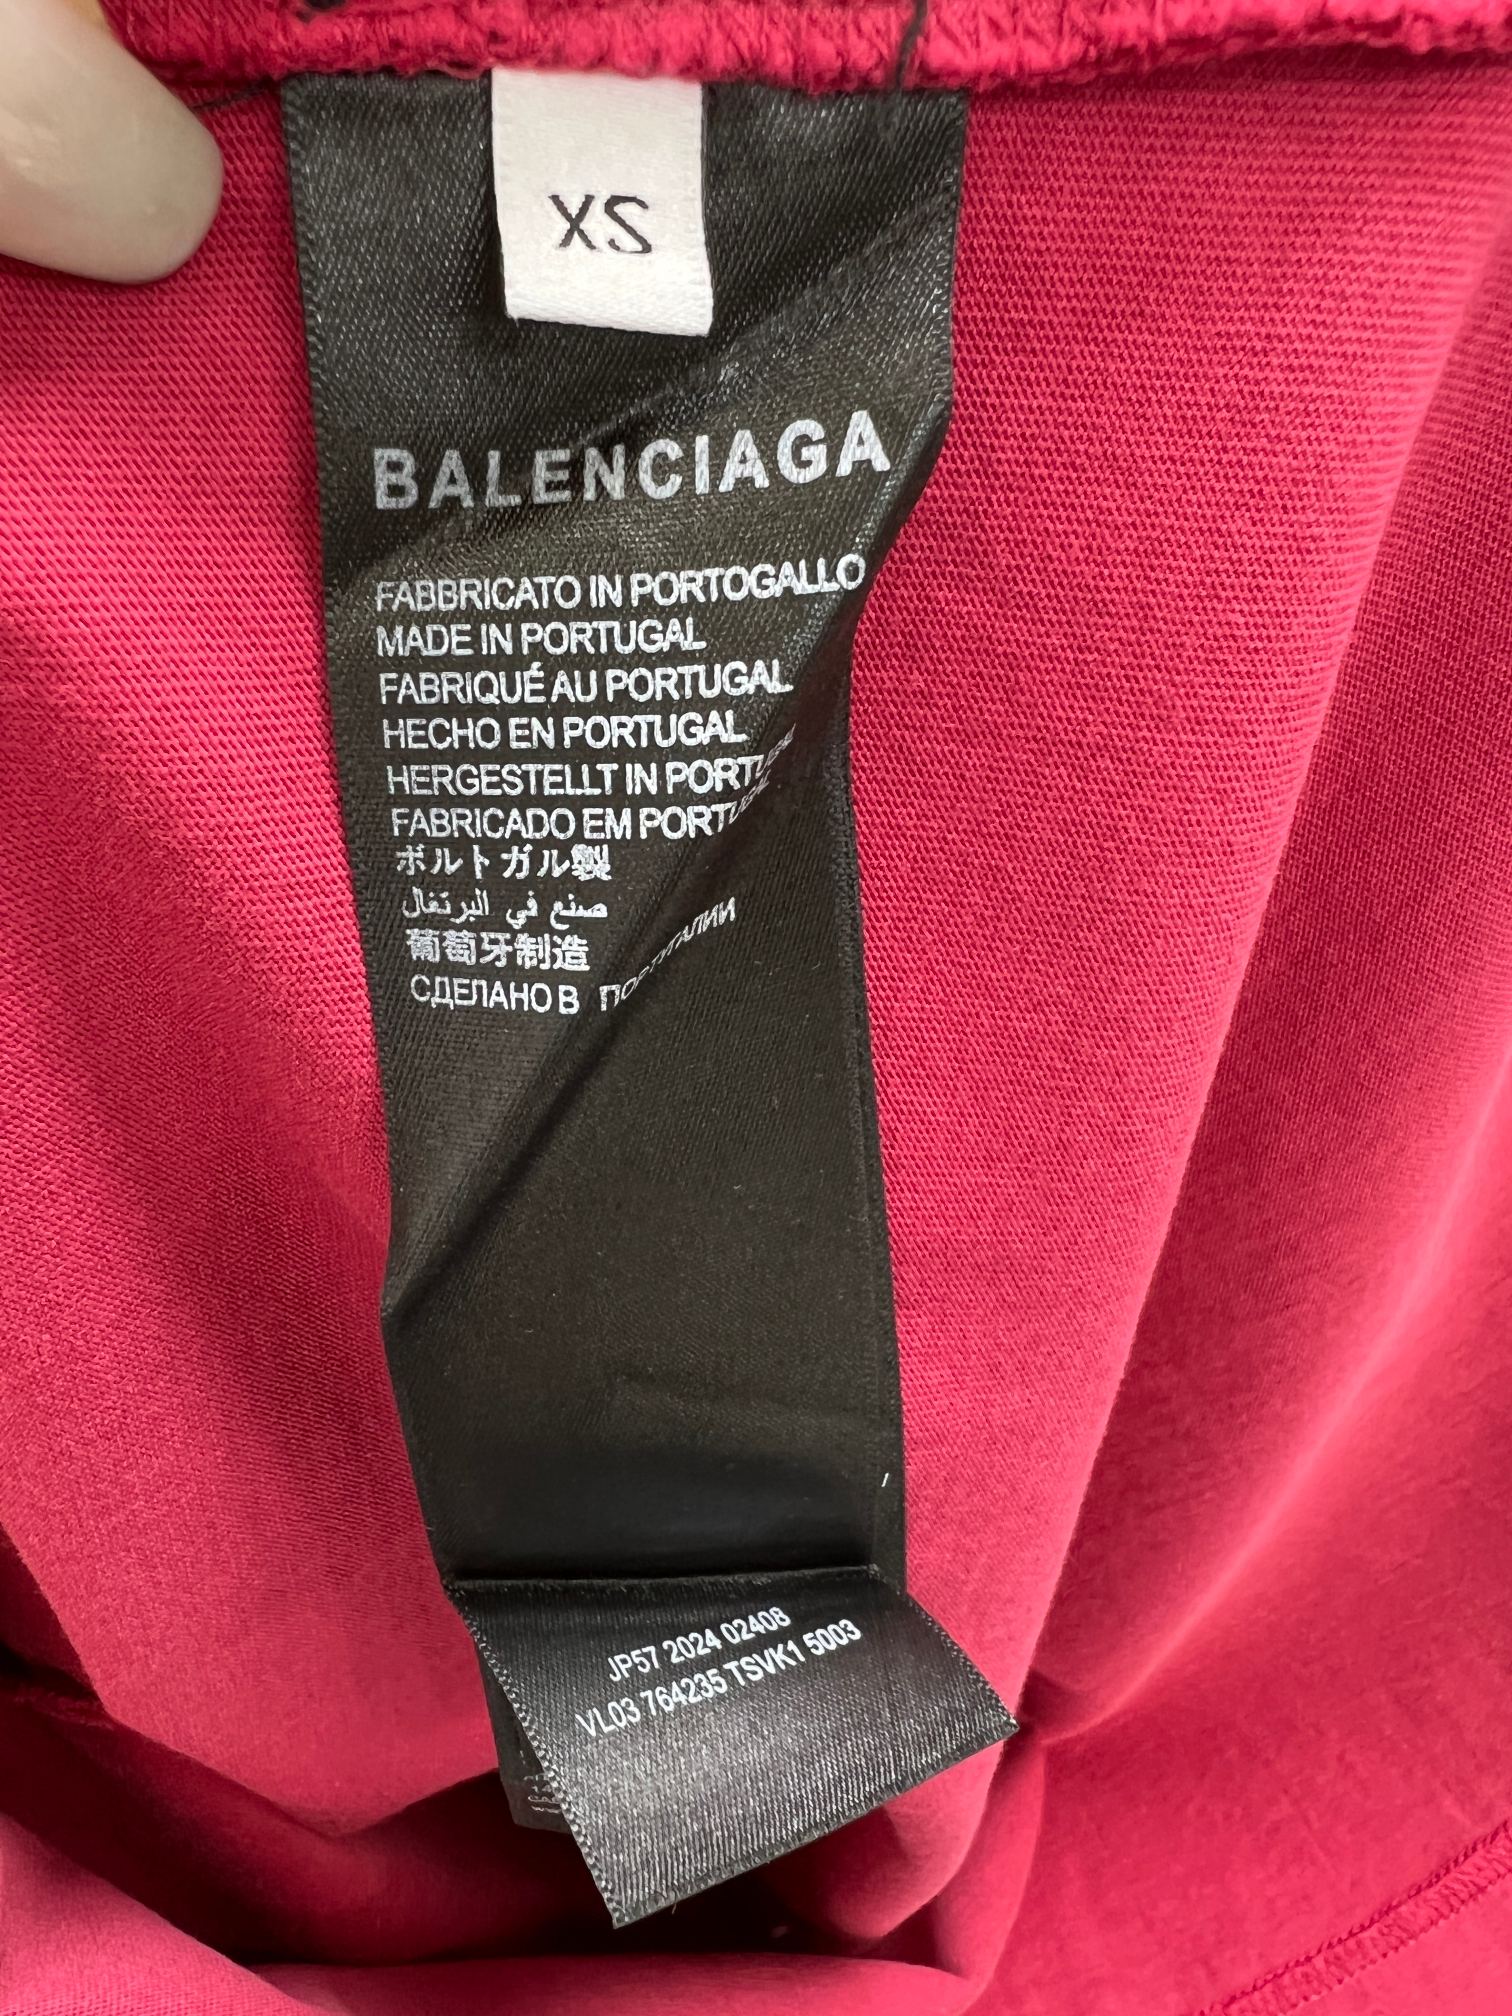 XS
BALENCIAGA
FABBRICATO IN PORTOGALLO
MADE IN PORTUGAL
FABRIQUÉ AU PORTUGAL
HECHO EN PORTUGAL
HERGESTELLT IN PORTUGAL
FABRICADO EM PORTUGAL
ポルトガル製
صنع في البرتغال
葡萄牙制造
СДЕЛАНО В
JP57 2024 02408
VL03 764235 TSVK1 5003